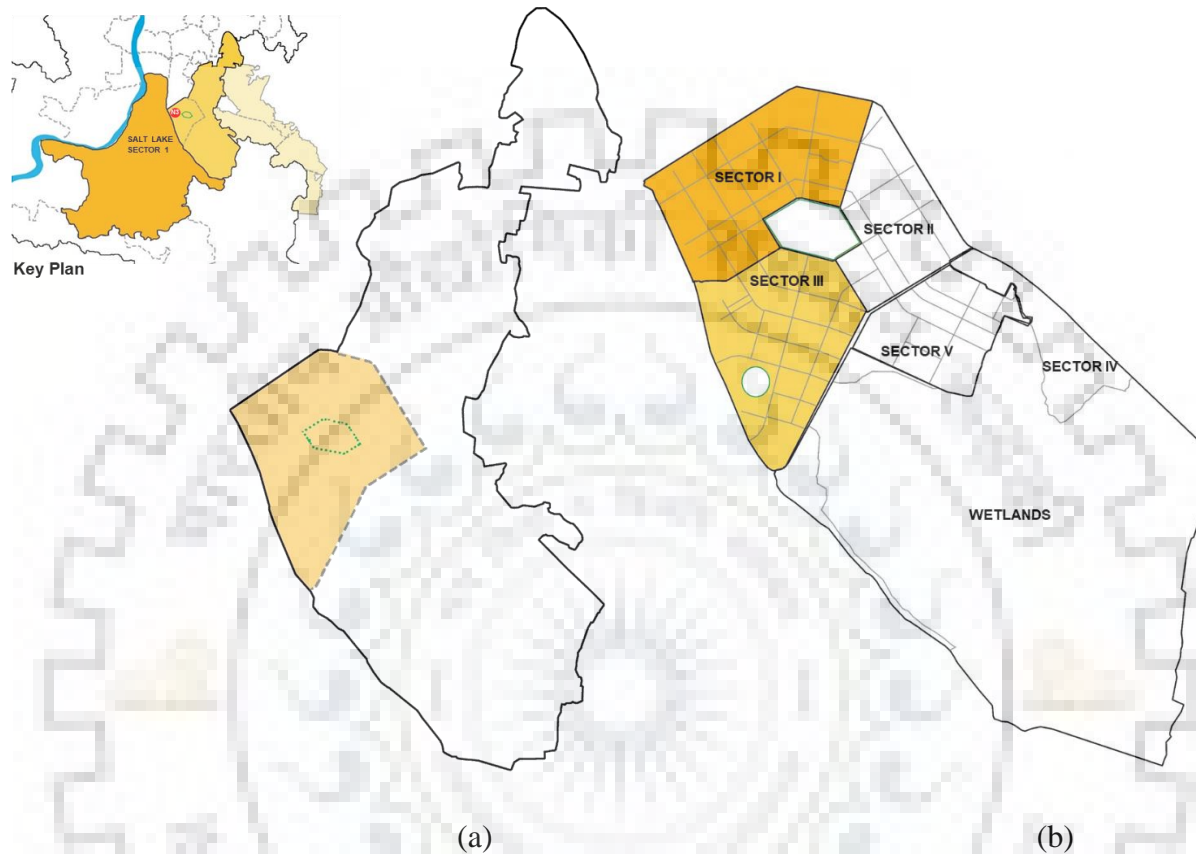 SALT LAKE
SECTOR 1
Key Plan
SECTOR I
SECTOR II
SECTOR III
SECTOR V
SECTOR IV
WETLANDS
(a)
(b)